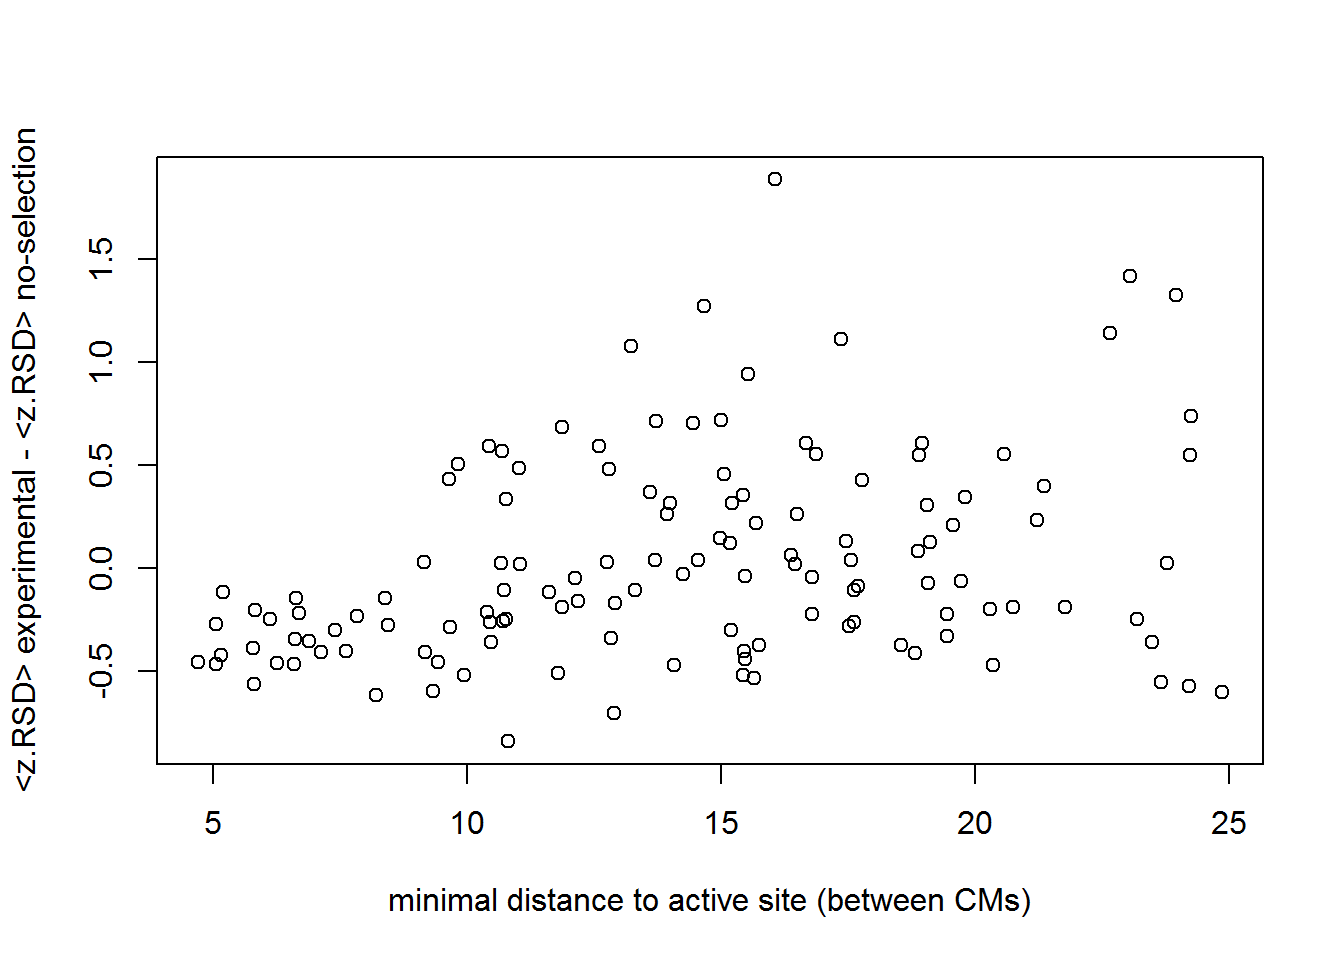 <z.RSD> experimental - <z.RSD> no-selection
1.5
1.0
0.5
0.0
-0.5
5 10 15 20 25
minimal distance to active site (between CMs)